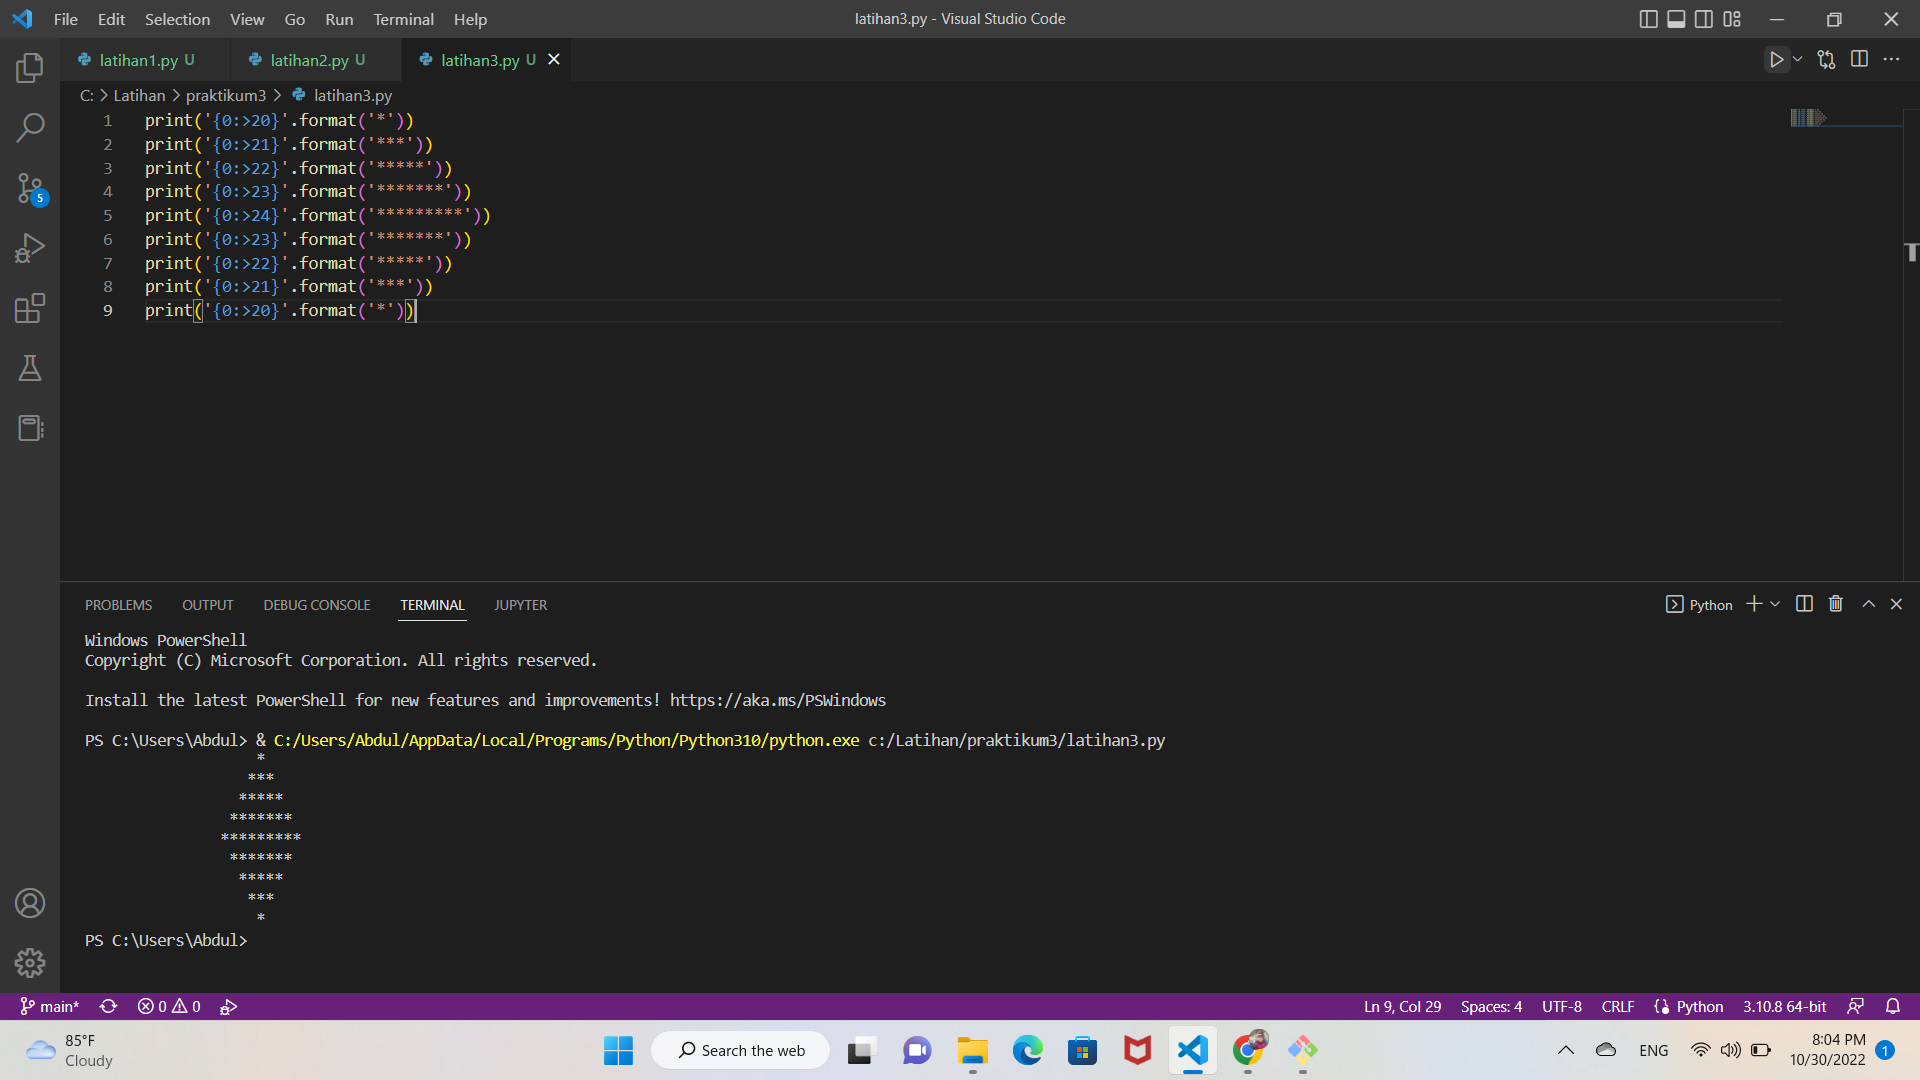 File Edit Selection View Go Run Terminal Help
latihan3.py - Visual Studio Code
latihan1.py U
latihan2.py U
latihan3.py U
C: > Latihan > praktikum3 > latihan3.py
1 print('{0:>20}'.format('*'))
2 print('{0:>21}'.format('***'))
3 print('{0:>22}'.format('*****'))
4 print('{0:>23}'.format('*******'))
5 print('{0:>24}'.format('*********'))
6 print('{0:>23}'.format('*******'))
7 print('{0:>22}'.format('*****'))
8 print('{0:>21}'.format('***'))
9 print('{0:>20}'.format('*'))
5
PROBLEMS OUTPUT DEBUG CONSOLE TERMINAL JUPYTER
Python
Windows PowerShell
Copyright (C) Microsoft Corporation. All rights reserved.
Install the latest PowerShell for new features and improvements! https://aka.ms/PSWindows
PS C:\Users\Abdul> & C:/Users/Abdul/AppData/Local/Programs/Python/Python310/python.exe c:/Latihan/praktikum3/latihan3.py
                   *
                  ***
                 *****
                *******
               *********
                *******
                 *****
                  ***
                   *
PS C:\Users\Abdul>
main* 0 0
Ln 9, Col 29 Spaces: 4 UTF-8 CRLF Python 3.10.8 64-bit
85°F
Cloudy
Search the web
ENG
8:04 PM
10/30/2022
1